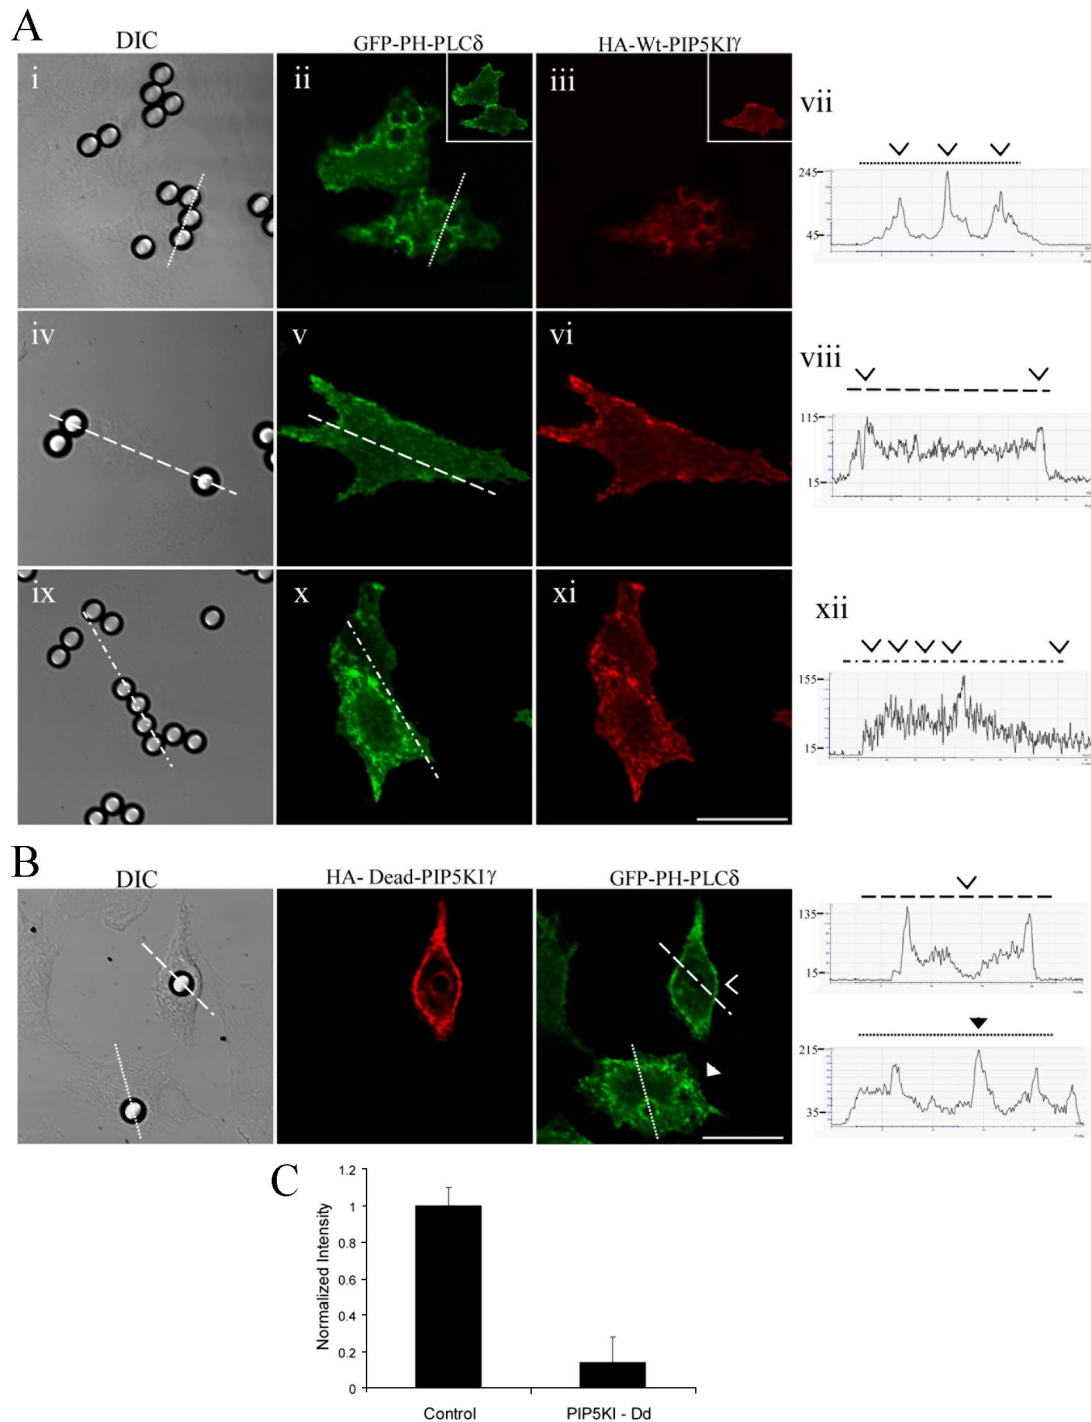 A
DIC
GFP-PH-PLCδ
HA-Wt-PIP5KIγ
i
ii
iii
vii
245
45
iv
v
vi
viii
115
15
ix
x
xi
xii
155
15
B
DIC
HA- Dead-PIP5KIγ
GFP-PH-PLCδ
135
15
215
35
C
Normalized Intensity
1.2
1
0.8
0.6
0.4
0.2
0
Control
PIP5KI - Dd